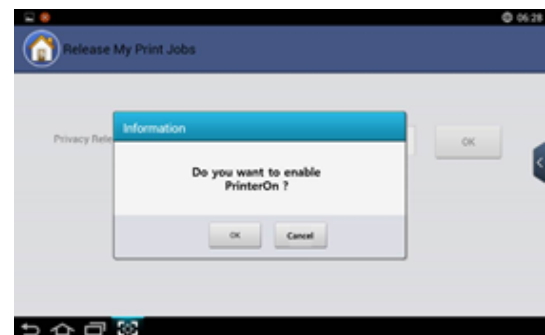 06:28
Release My Print Jobs
Privacy Rele
OK
Information
Do you want to enable
PrinterOn ?
OK
Cancel